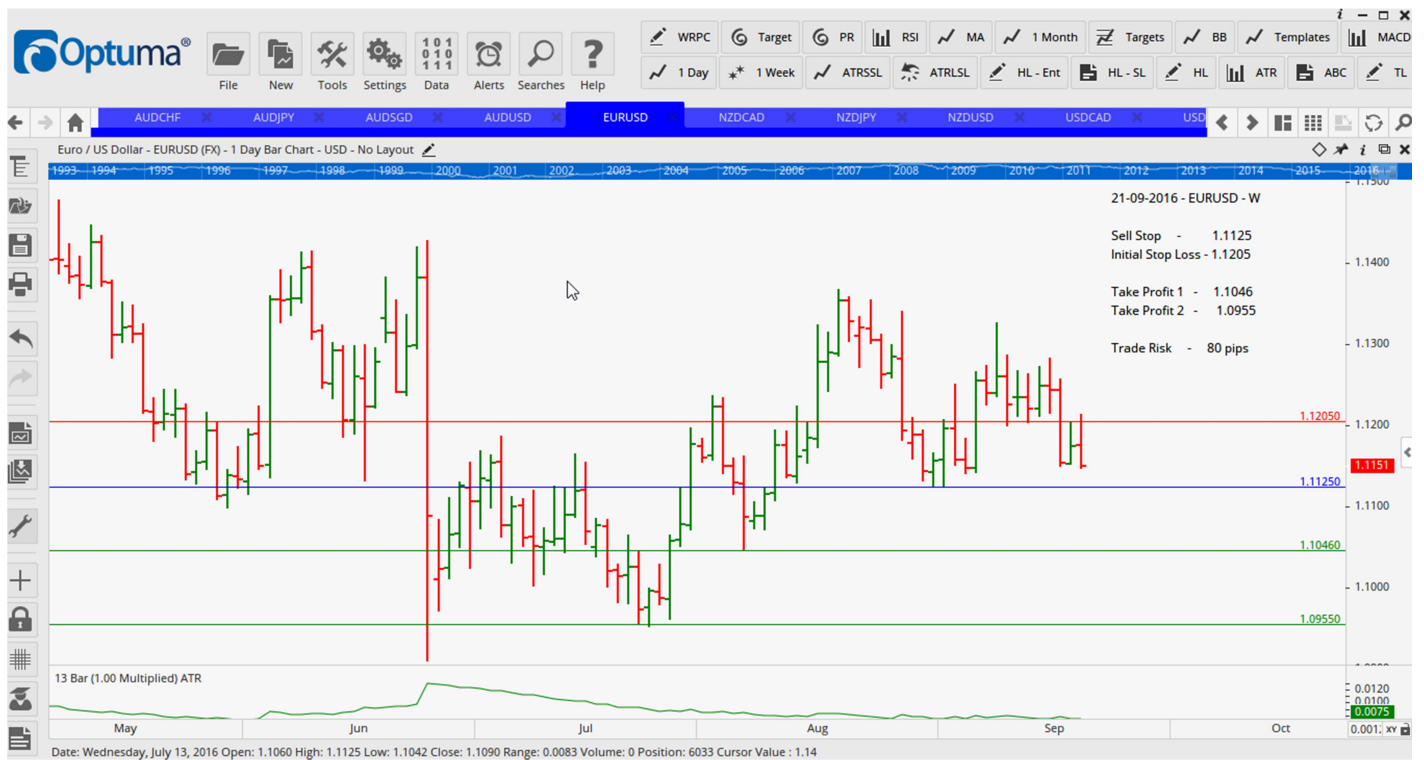 Optuma®
File New Tools Settings Data Alerts Searches Help
WRPC Target PR RSI MA 1 Month Targets BB Templates MACD
1 Day 1 Week ATRSSL ATRLSL HL - Ent HL - SL HL ATR ABC TL
AUDCHF AUDJPY AUDSGD AUDUSD EURUSD NZDCAD NZDJPY NZDUSD USDCAD USD
Euro / US Dollar - EURUSD (FX) - 1 Day Bar Chart - USD - No Layout
1993 1994 1995 1996 1997 1998 1999 2000 2001 2002 2003 2004 2005 2006 2007 2008 2009 2010 2011 2012 2013 2014 2015 2016
1.1500
21-09-2016 - EURUSD - W
Sell Stop - 1.1125
Initial Stop Loss - 1.1205
1.1400
Take Profit 1 - 1.1046
Take Profit 2 - 1.0955
1.1300
Trade Risk - 80 pips
1.12050
1.1200
1.1151
1.11250
1.1100
1.10460
1.1000
1.09550
13 Bar (1.00 Multiplied) ATR
0.0120
0.0100
0.0075
May Jun Jul Aug Sep Oct
XY
Date: Wednesday, July 13, 2016 Open: 1.1060 High: 1.1125 Low: 1.1042 Close: 1.1090 Range: 0.0083 Volume: 0 Position: 6033 Cursor Value : 1.14